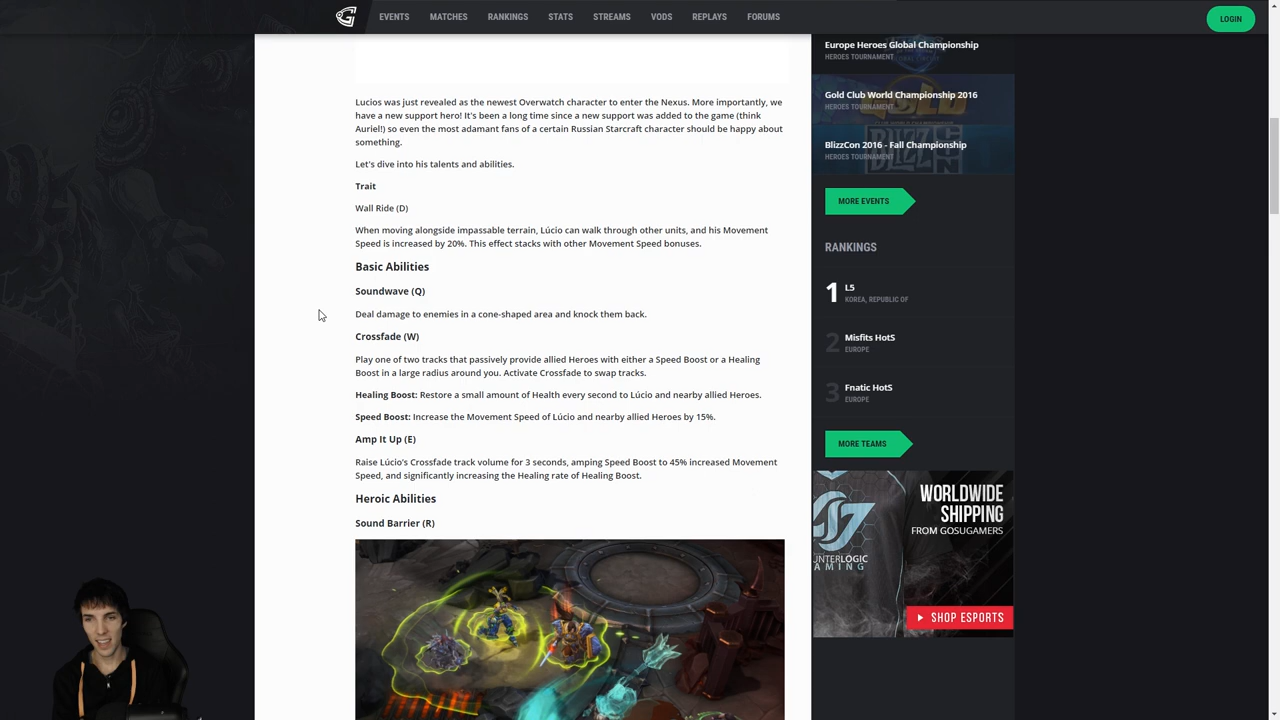 EVENTS MATCHES RANKINGS STATS STREAMS VODS REPLAYS FORUMS LOGIN
Lucios was just revealed as the newest Overwatch character to enter the Nexus. More importantly, we
have a new support hero! It's been a long time since a new support was added to the game (think
Auriel!) so even the most adamant fans of a certain Russian Starcraft character should be happy about
something.
Let's dive into his talents and abilities.
Trait
Wall Ride (D)
When moving alongside impassable terrain, Lúcio can walk through other units, and his Movement
Speed is increased by 20%. This effect stacks with other Movement Speed bonuses.
Basic Abilities
Soundwave (Q)
Deal damage to enemies in a cone-shaped area and knock them back.
Crossfade (W)
Play one of two tracks that passively provide allied Heroes with either a Speed Boost or a Healing
Boost in a large radius around you. Activate Crossfade to swap tracks.
Healing Boost: Restore a small amount of Health every second to Lúcio and nearby allied Heroes.
Speed Boost: Increase the Movement Speed of Lúcio and nearby allied Heroes by 15%.
Amp It Up (E)
Raise Lúcio's Crossfade track volume for 3 seconds, amping Speed Boost to 45% increased Movement
Speed, and significantly increasing the Healing rate of Healing Boost.
Heroic Abilities
Sound Barrier (R)
Europe Heroes Global Championship
HEROES TOURNAMENT
Gold Club World Championship 2016
HEROES TOURNAMENT
BlizzCon 2016 - Fall Championship
HEROES TOURNAMENT
MORE EVENTS
RANKINGS
1 L5
KOREA, REPUBLIC OF
2 Misfits HotS
EUROPE
3 Fnatic HotS
EUROPE
MORE TEAMS
WORLDWIDE
SHIPPING
FROM GOSUGAMERS
UNTERLOGIC
AMING
SHOP ESPORTS